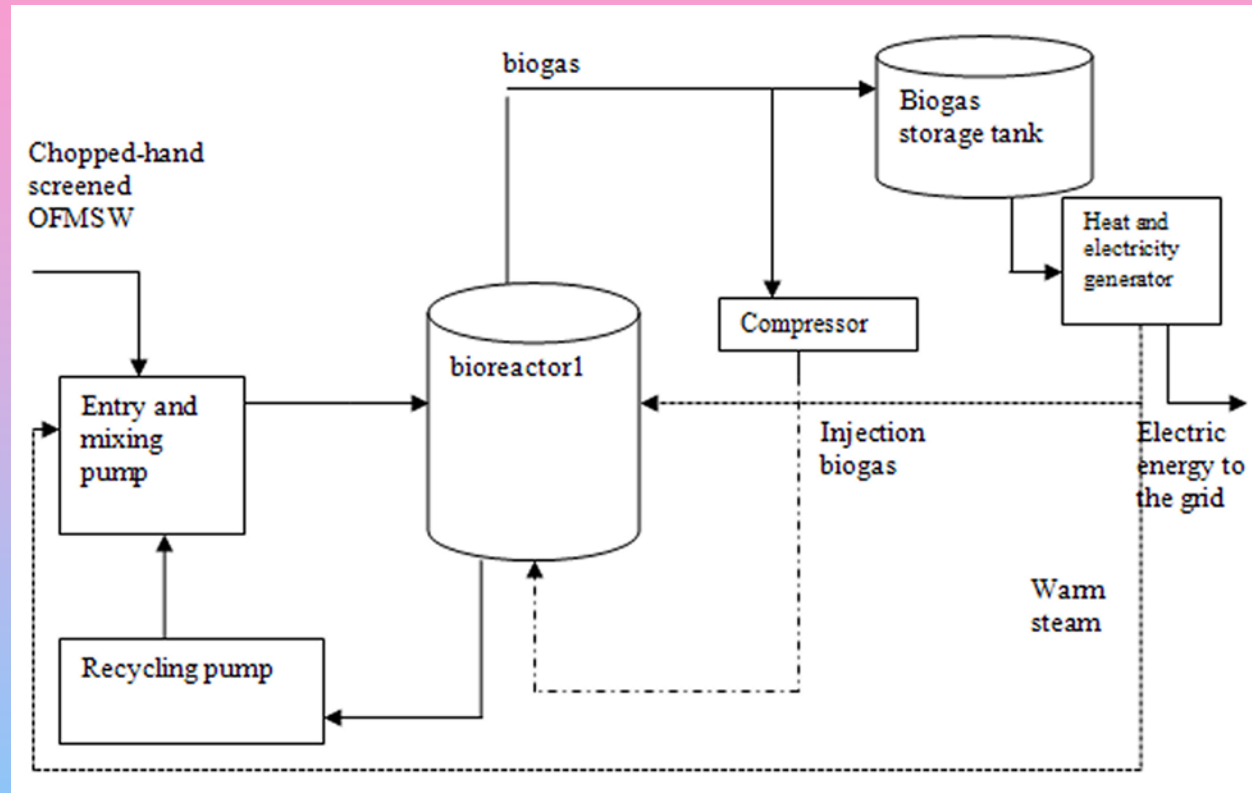 biogas
Biogas
storage tank
Chopped-hand
screened
OFMSW
Heat and
electricity
generator
Compressor
bioreactor1
Entry and
mixing
pump
Injection
biogas
Electric
energy to
the grid
Warm
steam
Recycling pump